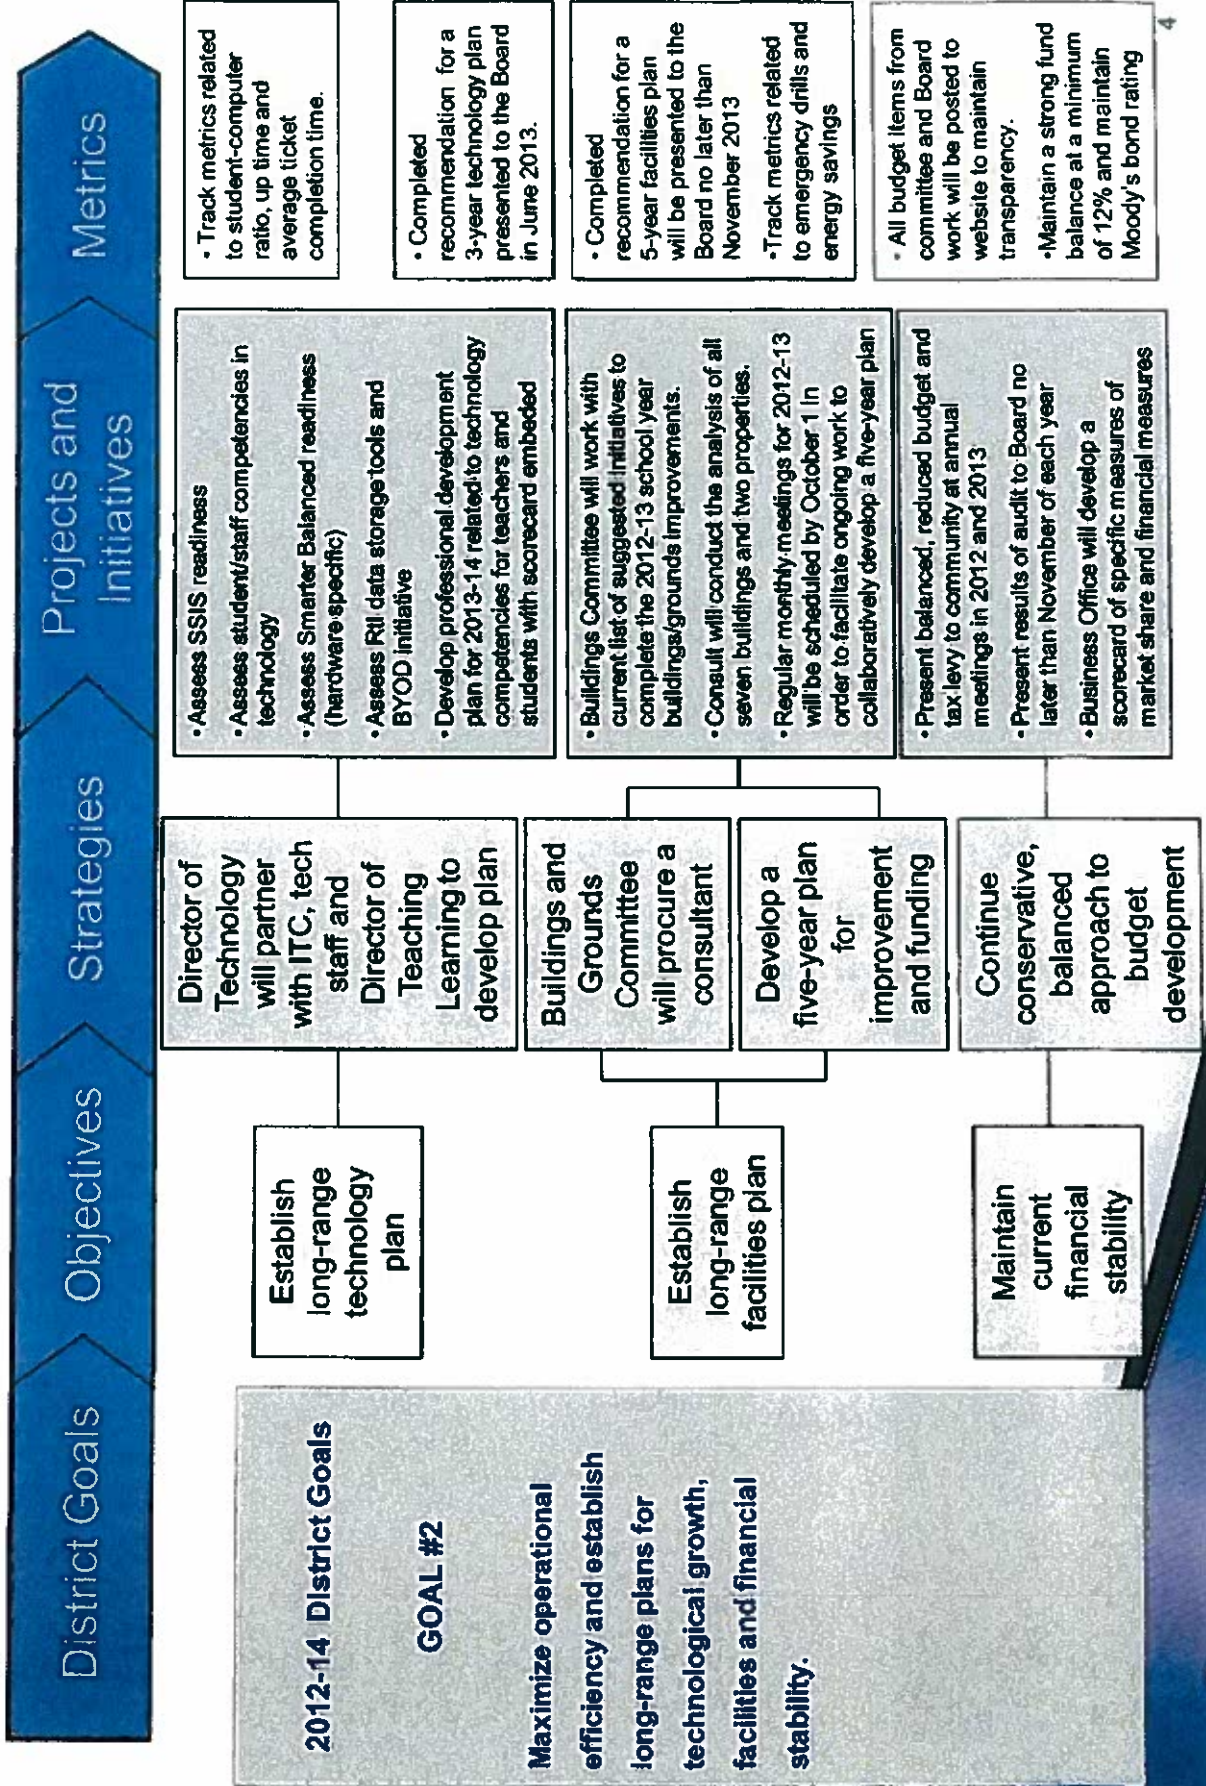 District Goals
Objectives
Strategies
Projects and
Initiatives
Metrics
2012-14 District Goals
GOAL #2
Maximize operational
efficiency and establish
long-range plans for
technological growth,
facilities and financial
stability.
Establish
long-range
technology
plan
Establish
long-range
facilities plan
Maintain
current
financial
stability
Director of
Technology
will partner
with ITC, tech
staff and
Director of
Teaching
Learning to
develop plan
Buildings and
Grounds
Committee
will procure a
consultant
Develop a
five-year plan
for
improvement
and funding
Continue
conservative,
balanced
approach to
budget
development
• Assess SSIS readiness
• Assess student/staff competencies in
technology
• Assess Smarter Balanced readiness
(hardware specific)
• Assess RtI data storage tools and
BYOD initiative
• Develop professional development
plan for 2013-14 related to technology
competencies for teachers and
students with scorecard embeded
• Buildings Committee will work with
current list of suggested initiatives to
complete the 2012-13 school year
buildings/grounds improvements.
• Consult will conduct the analysis of all
seven buildings and two properties.
• Regular monthly meetings for 2012-13
will be scheduled by October 1 in
order to facilitate ongoing work to
collaboratively develop a five-year plan
• Present balanced, reduced budget and
tax levy to community at annual
meetings in 2012 and 2013
• Present results of audit to Board no
later than November of each year
• Business Office will develop a
scorecard of specific measures of
market share and financial measures
• Track metrics related
to student-computer
ratio, up time and
average ticket
completion time.
• Completed
recommendation for a
3-year technology plan
presented to the Board
in June 2013.
• Completed
recommendation for a
5-year facilities plan
will be presented to the
Board no later than
November 2013
• Track metrics related
to emergency drills and
energy savings
• All budget items from
committee and Board
work will be posted to
website to maintain
transparency.
• Maintain a strong fund
balance at a minimum
of 12% and maintain
Moody's bond rating
4